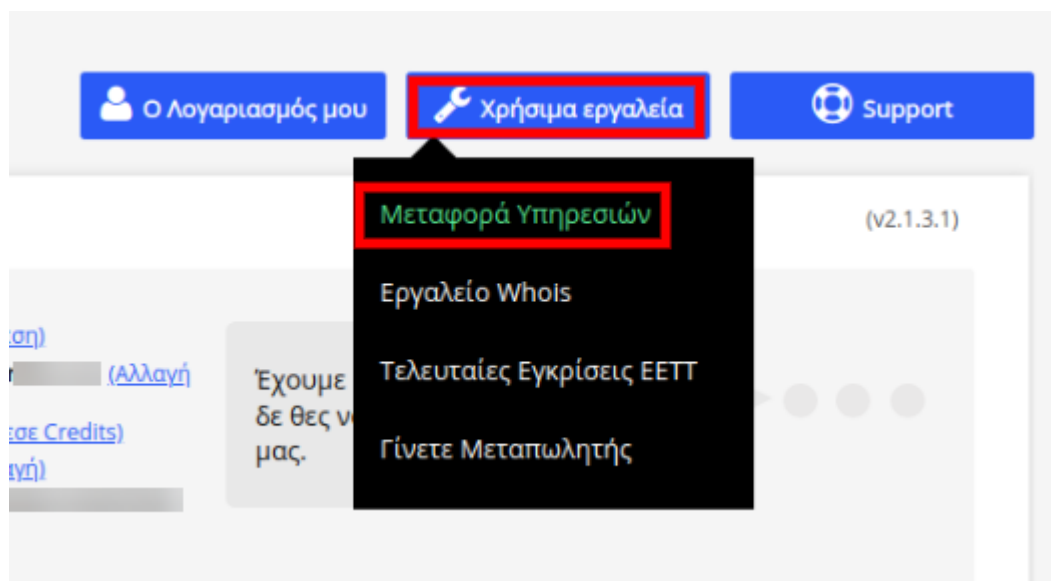 Ο Λογαριασμός μου
Χρήσιμα εργαλεία
Support
Μεταφορά Υπηρεσιών
(v2.1.3.1)
Εργαλείο Whois
Τελευταίες Εγκρίσεις ΕΕΤΤ
Γίνετε Μεταπωλητής
(Αλλαγή
Credits)
Έχουμε
δε θες
μας.